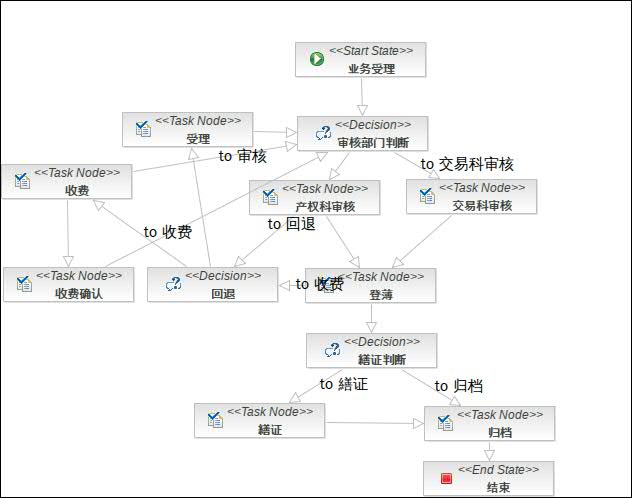 <<Start State>>
业务受理
<<Task Node>>
受理
<<Decision>>
审核部门判断
to 审核
to 交易科审核
<<Task Node>>
收费
<<Task Node>>
产权科审核
<<Task Node>>
交易科审核
to 收费
to 回退
<<Task Node>>
收费确认
<<Decision>>
回退
to 收费
<<Task Node>>
登薄
<<Decision>>
繕证判断
to 繕证
to 归档
<<Task Node>>
繕证
<<Task Node>>
归档
<<End State>>
结束